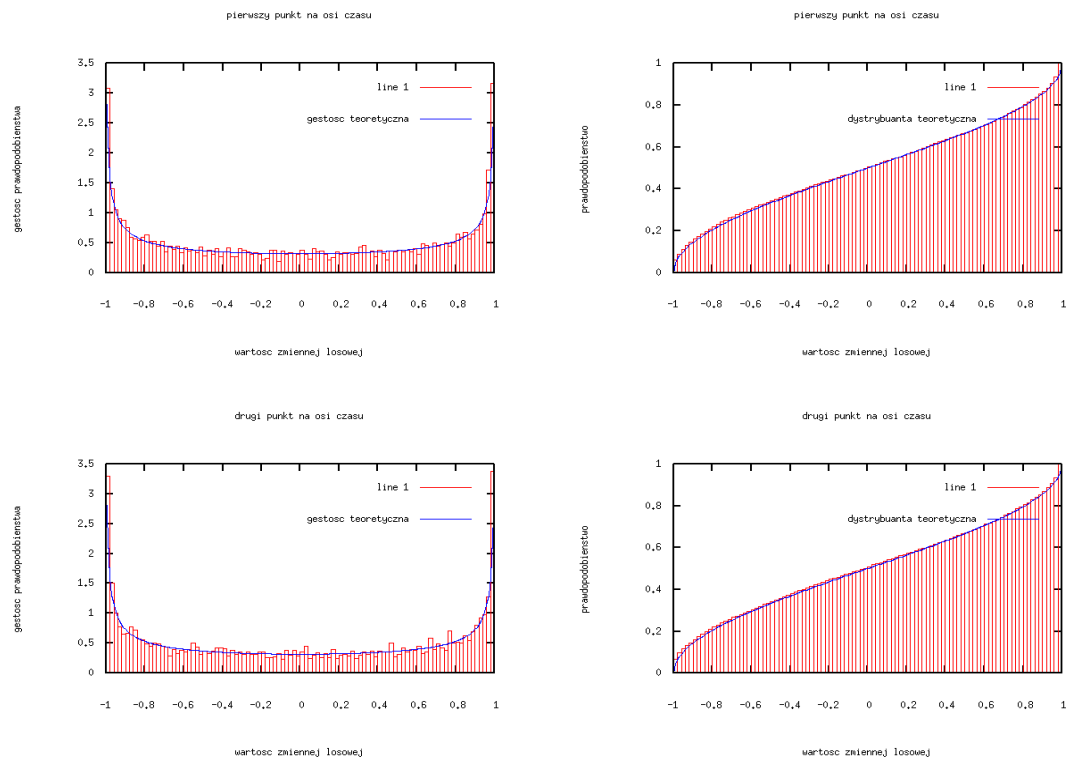 pierwszy punkt na osi czasu
gestosc prawdopodobienstwa
3.5
3
2.5
2
1.5
1
0.5
0
line 1
gestosc teoretyczna
-1 -0.8 -0.6 -0.4 -0.2 0 0.2 0.4 0.6 0.8 1
wartosc zmiennej losowej
pierwszy punkt na osi czasu
prawdopodobienstwo
1
0.8
0.6
0.4
0.2
0
line 1
dystrybuanta teoretyczna
-1 -0.8 -0.6 -0.4 -0.2 0 0.2 0.4 0.6 0.8 1
wartosc zmiennej losowej
drugi punkt na osi czasu
gestosc prawdopodobienstwa
3.5
3
2.5
2
1.5
1
0.5
0
line 1
gestosc teoretyczna
-1 -0.8 -0.6 -0.4 -0.2 0 0.2 0.4 0.6 0.8 1
wartosc zmiennej losowej
drugi punkt na osi czasu
prawdopodobienstwo
1
0.8
0.6
0.4
0.2
0
line 1
dystrybuanta teoretyczna
-1 -0.8 -0.6 -0.4 -0.2 0 0.2 0.4 0.6 0.8 1
wartosc zmiennej losowej